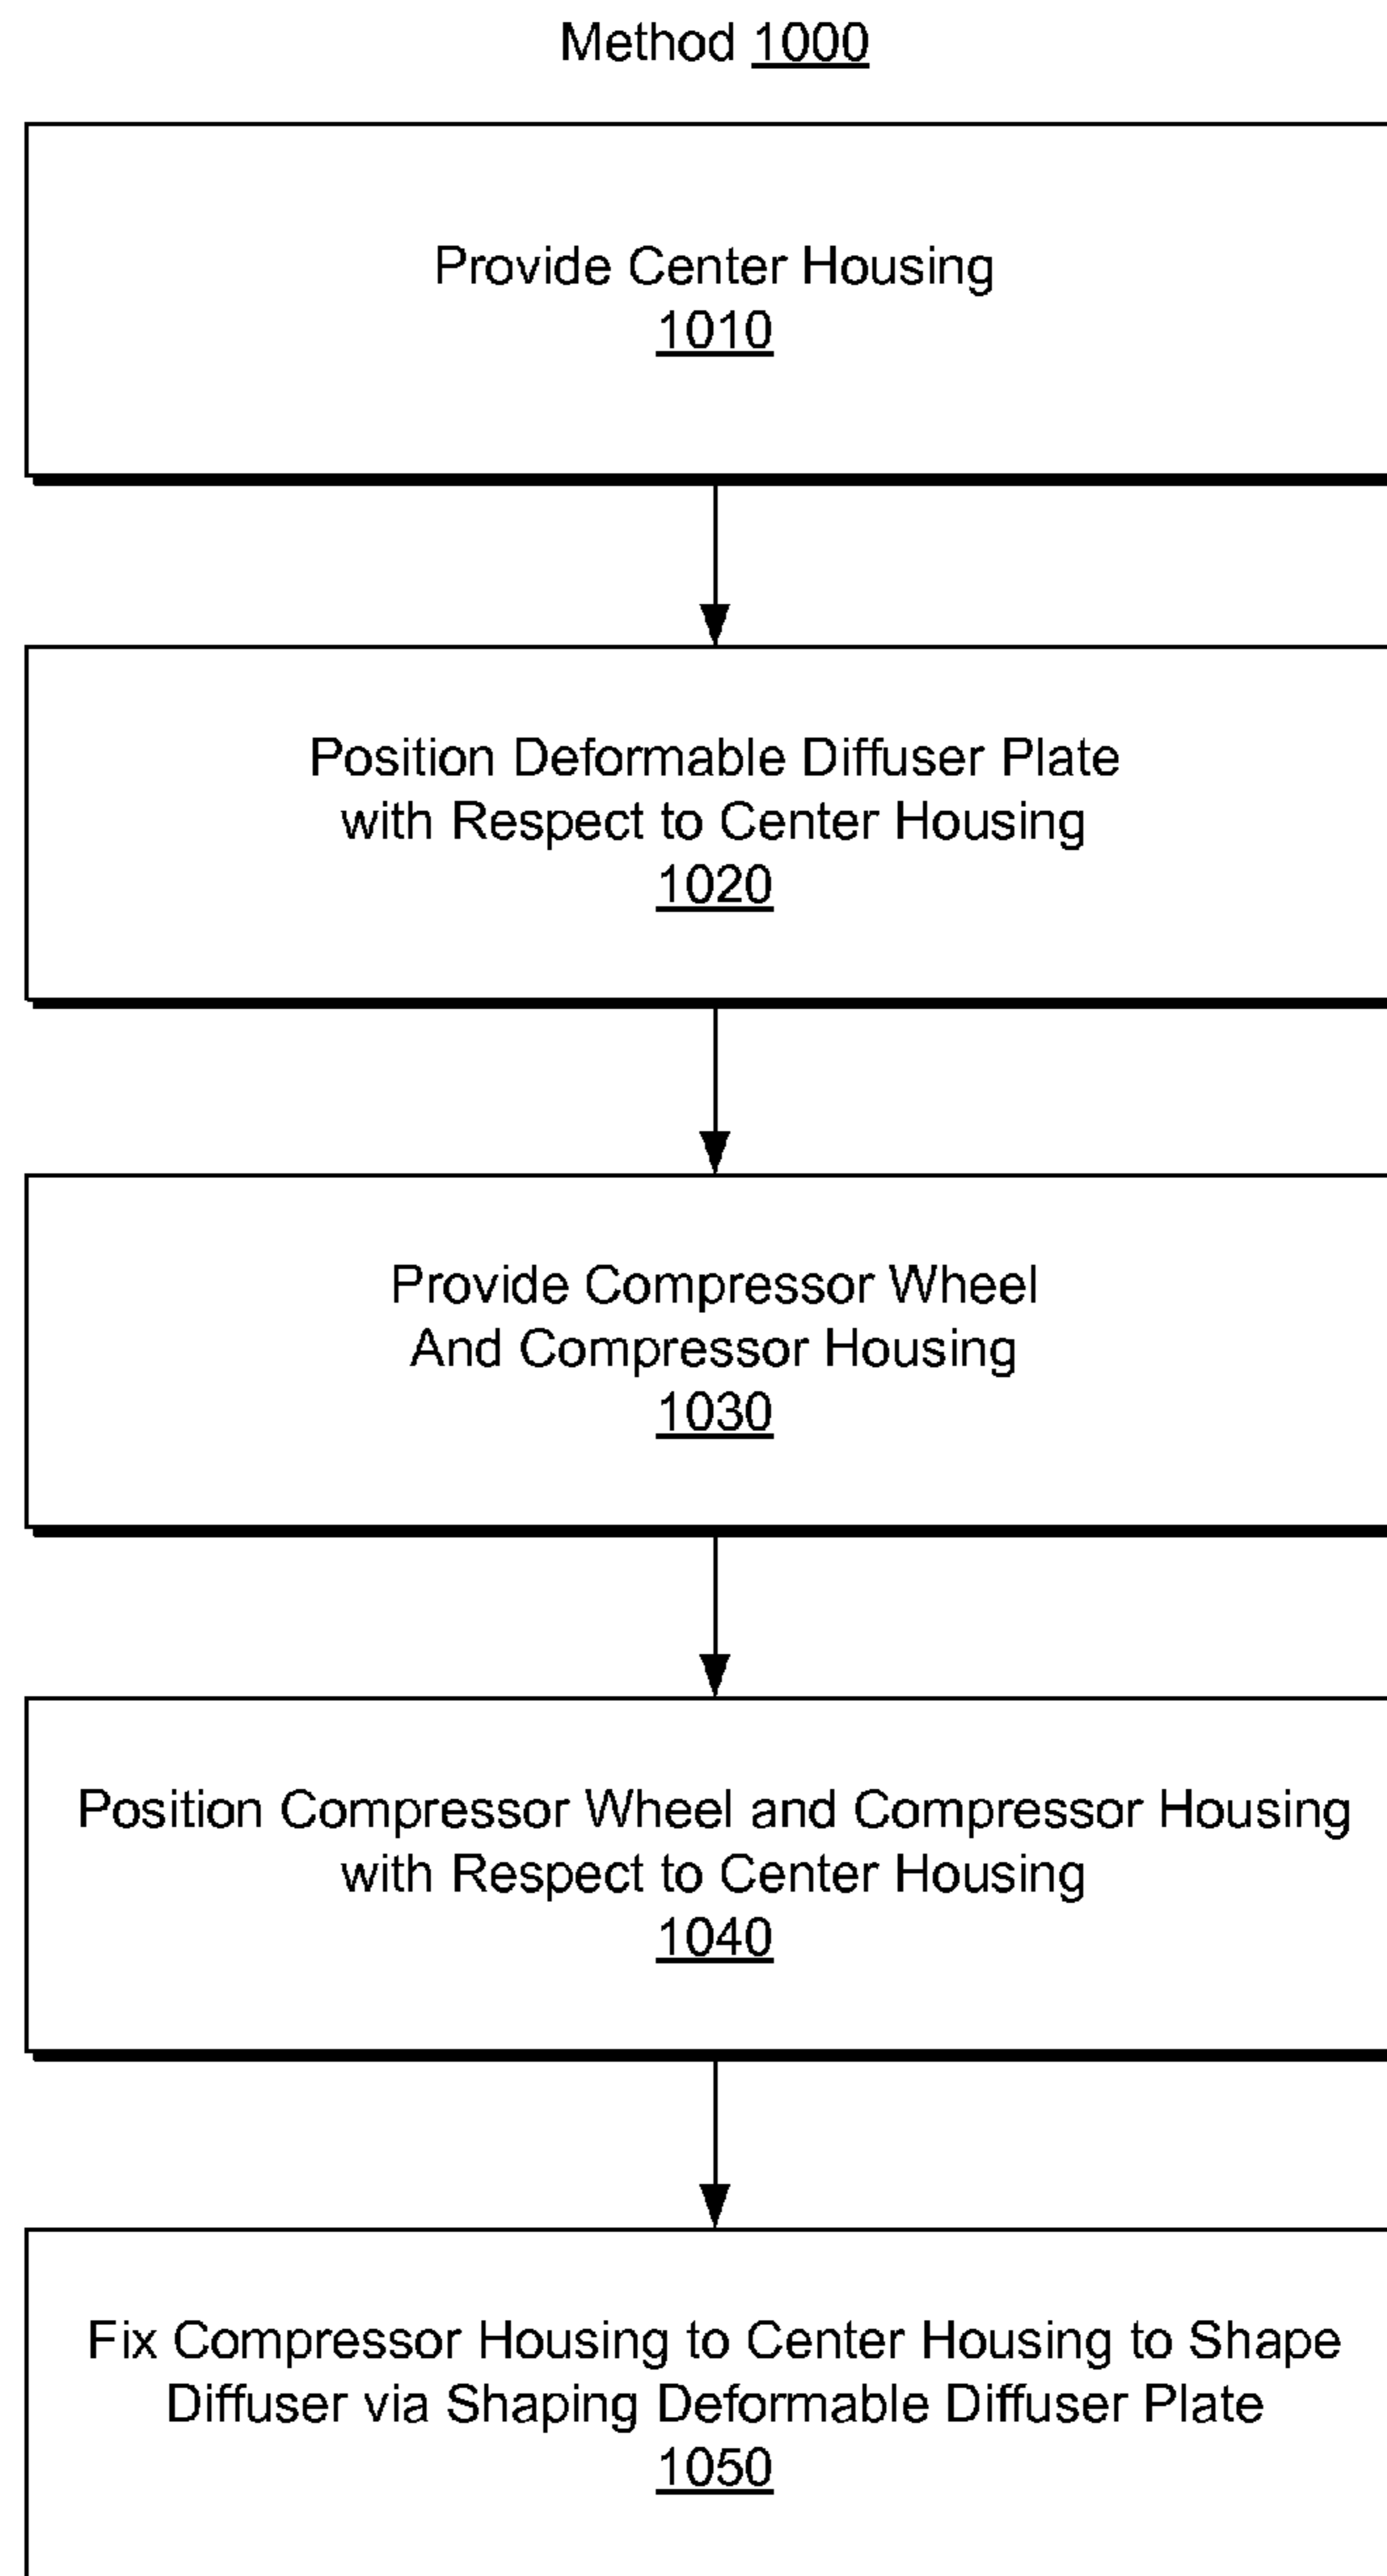 Method 1000
Provide Center Housing
1010
Position Deformable Diffuser Plate
with Respect to Center Housing
1020
Provide Compressor Wheel
And Compressor Housing
1030
Position Compressor Wheel and Compressor Housing
with Respect to Center Housing
1040
Fix Compressor Housing to Center Housing to Shape
Diffuser via Shaping Deformable Diffuser Plate
1050